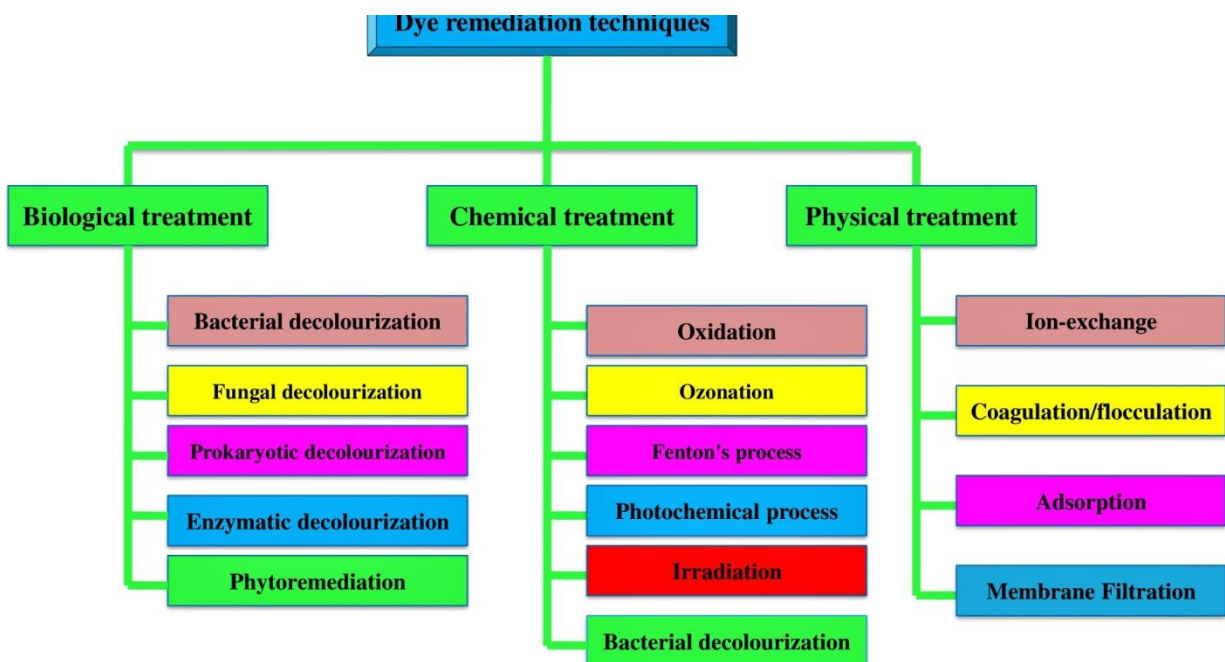 Dye remediation techniques
Biological treatment
Bacterial decolourization
Fungal decolourization
Prokaryotic decolourization
Enzymatic decolourization
Phytoremediation
Chemical treatment
Oxidation
Ozonation
Fenton's process
Photochemical process
Irradiation
Bacterial decolourization
Physical treatment
Ion-exchange
Coagulation/flocculation
Adsorption
Membrane Filtration